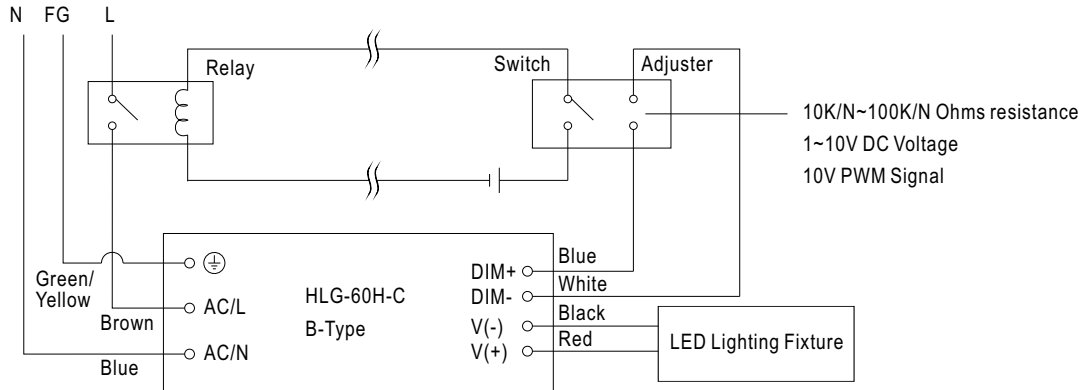 N FG L
Relay
Switch
Adjuster
10K/N~100K/N Ohms resistance
1~10V DC Voltage
10V PWM Signal
Green/
Yellow
Brown
AC/L
Blue
AC/N
HLG-60H-C
B-Type
DIM+
Blue
DIM-
White
V(-)
Black
V(+)
Red
LED Lighting Fixture